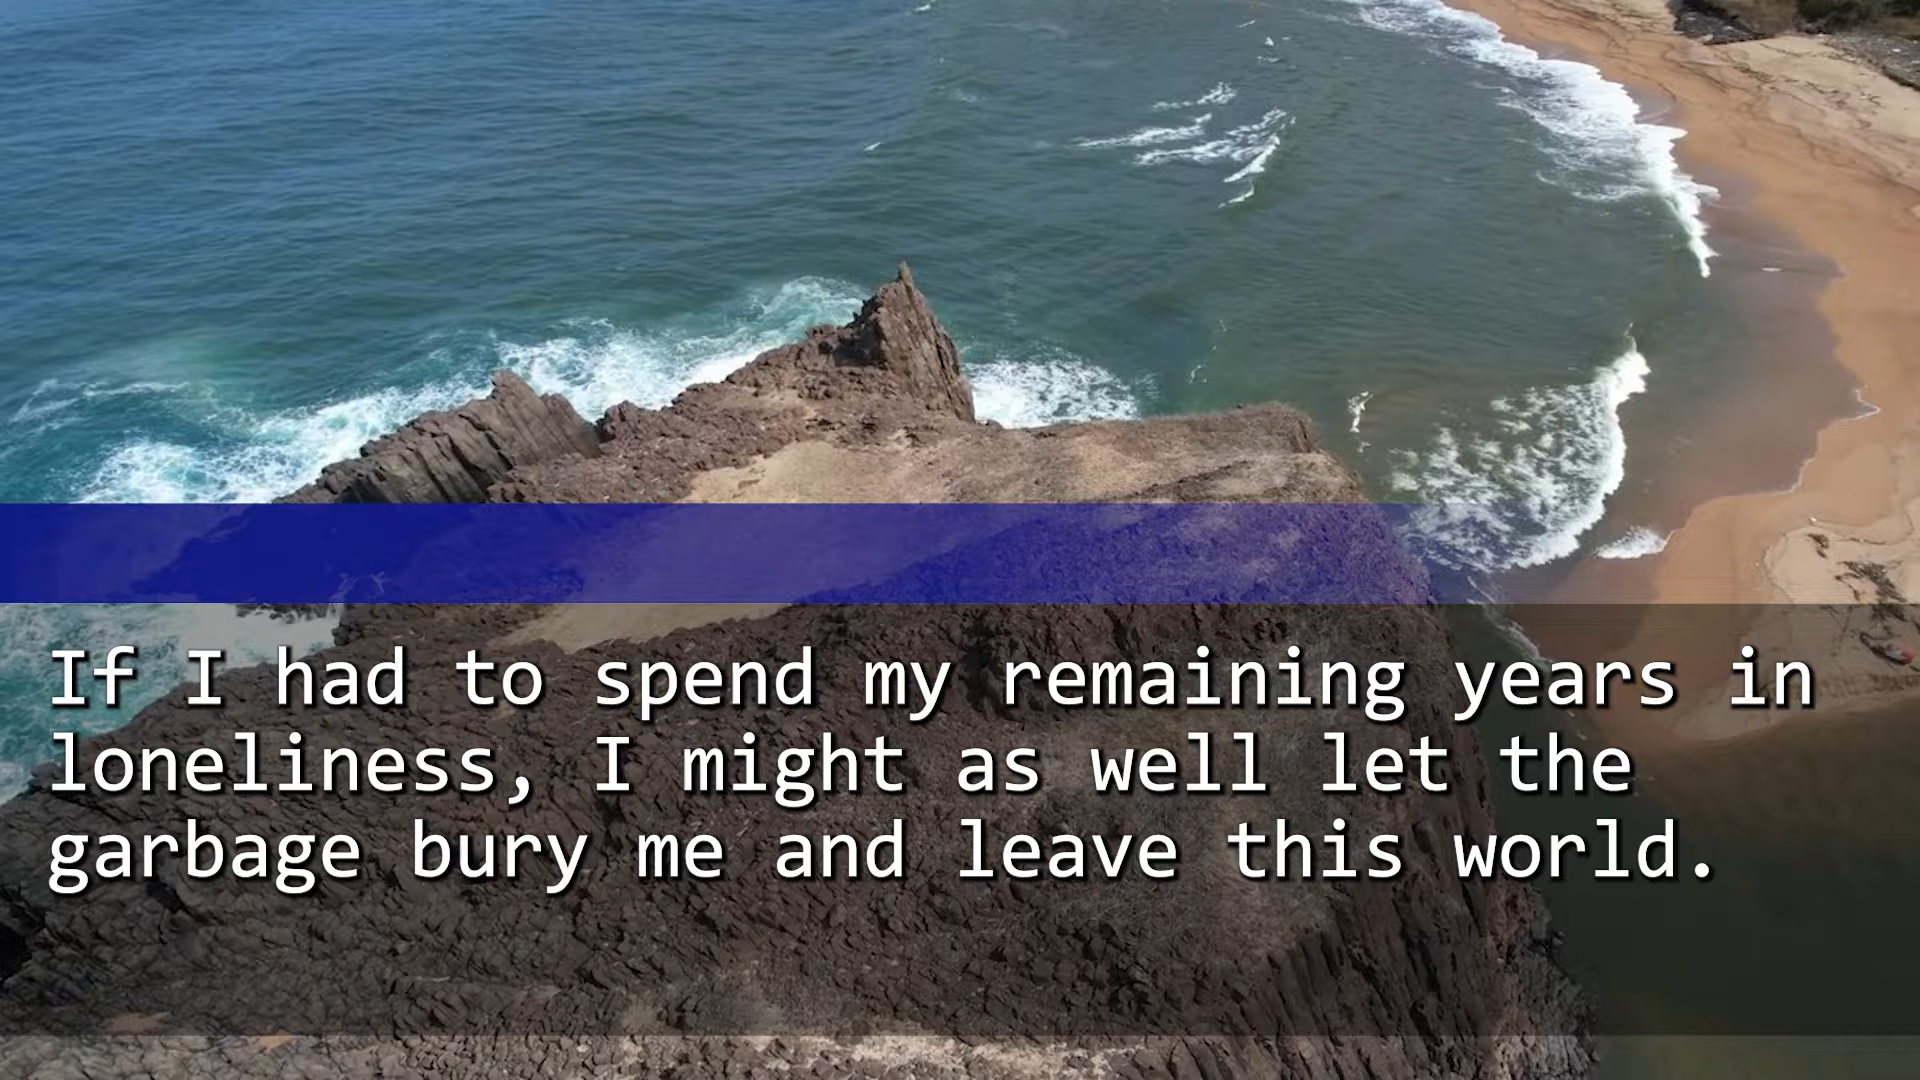 If I had to spend my remaining years in
loneliness, I might as well let the
garbage bury me and leave this world.